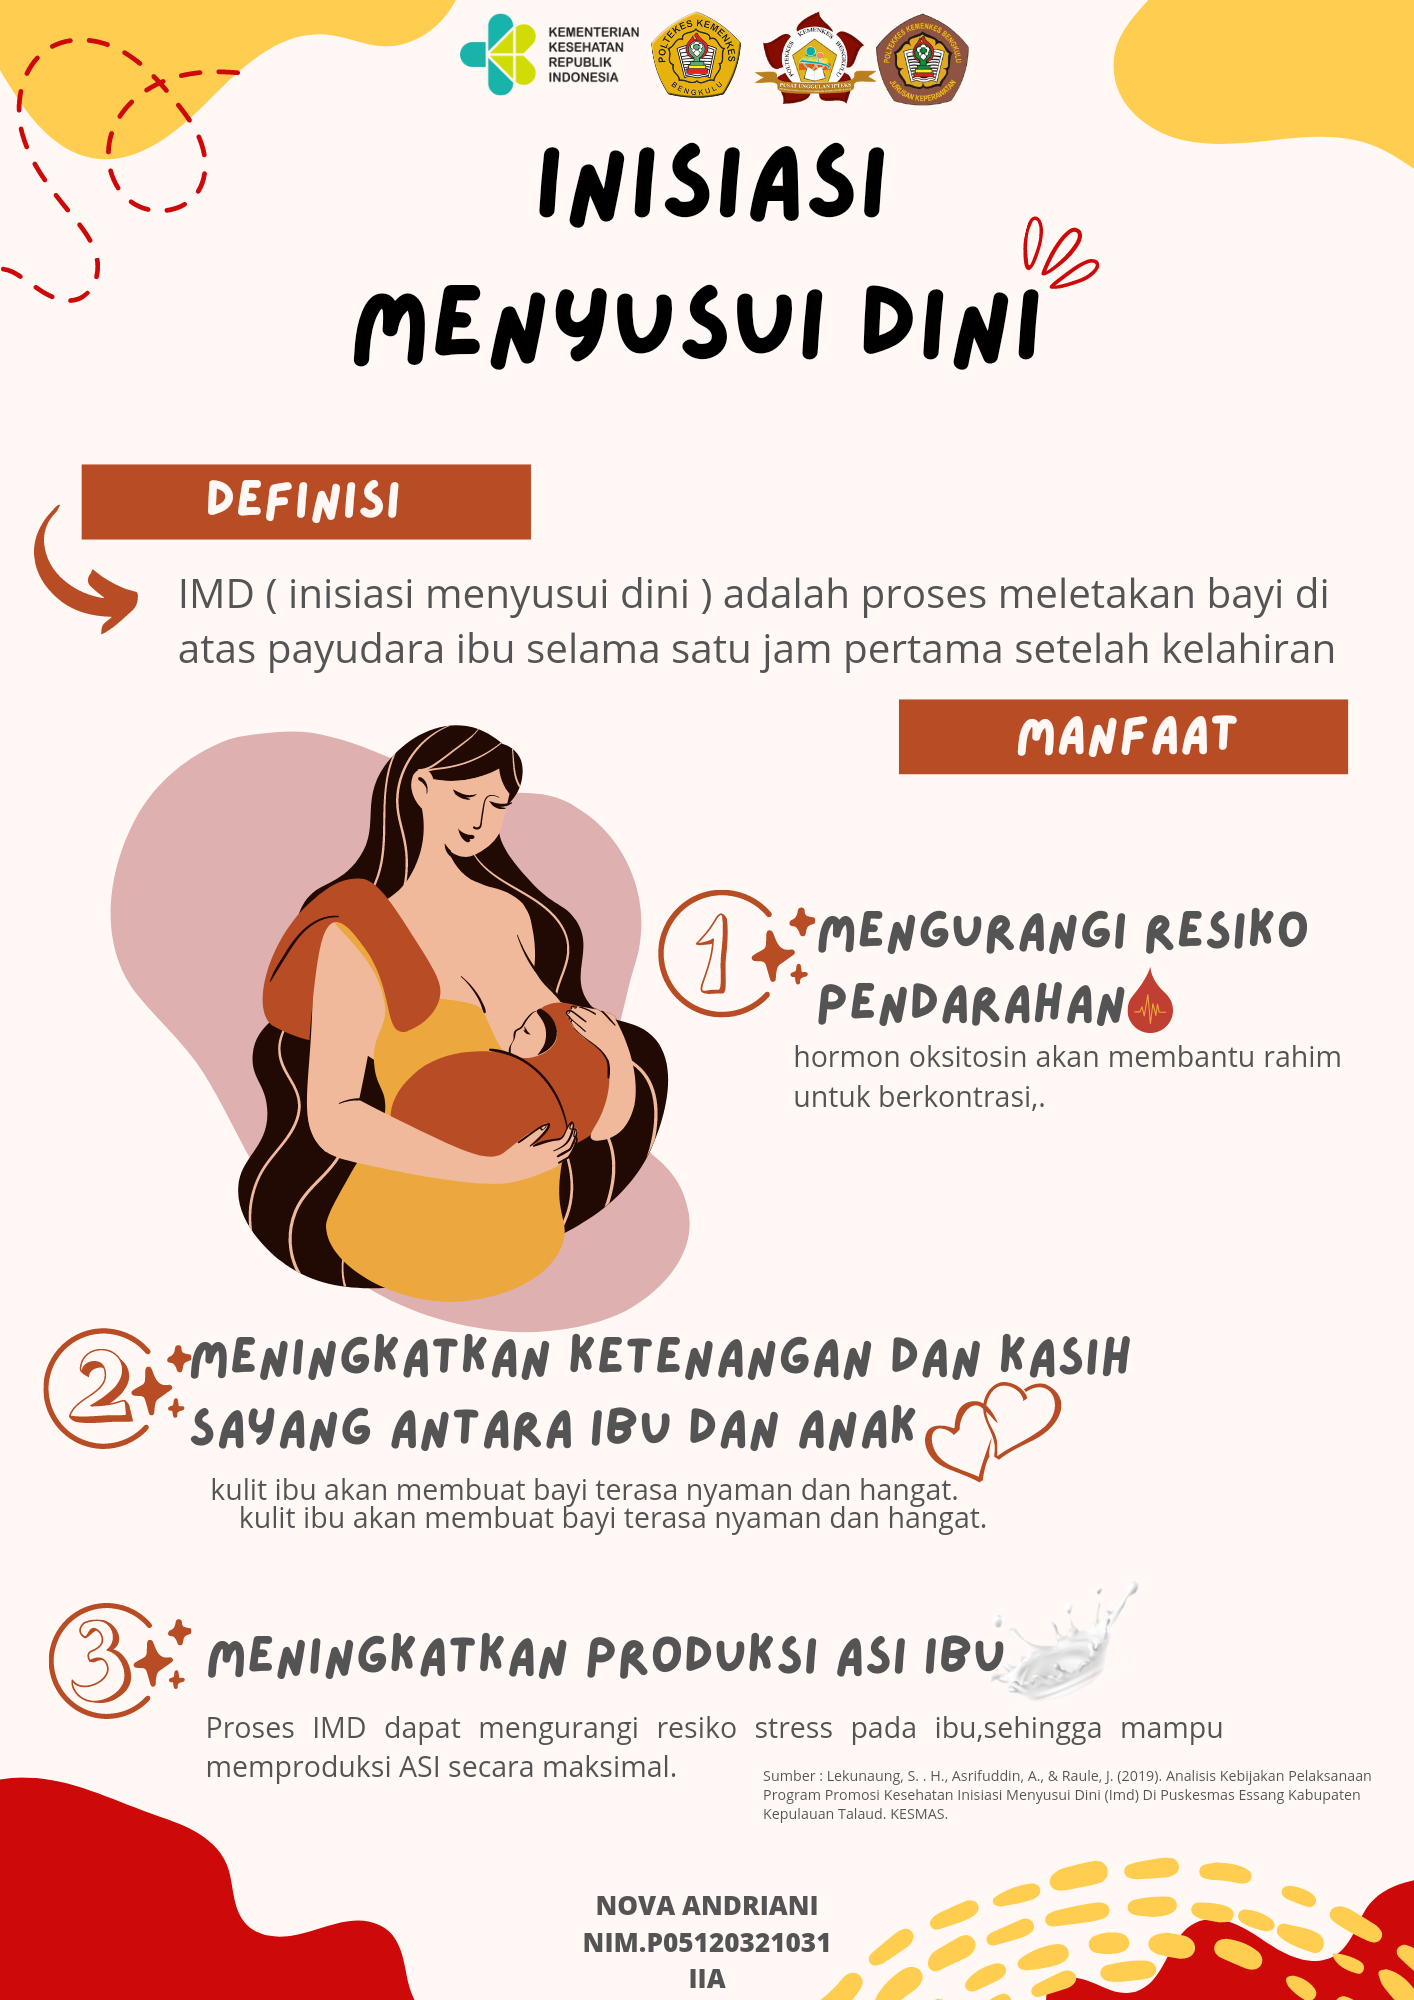 KEMENTERIAN
KESEHATAN
REPUBLIK
INDONESIA
POLTEKES KEMENKES
BENGKULU
POLTEKKES KEMENKES BENGKULU
PUSAT UNGGULAN IPTEKS
POLTEKKES KEMENKES BENGKULU
JURUSAN KEPERAWATAN
INISIASI
MENYUSUI DINI
DEFINISI
IMD ( inisiasi menyusui dini ) adalah proses meletakan bayi di
atas payudara ibu selama satu jam pertama setelah kelahiran
MANFAAT
1
MENGURANGI RESIKO
PENDARAHAN
hormon oksitosin akan membantu rahim
untuk berkontrasi,.
2
MENINGKATKAN KETENANGAN DAN KASIH
SAYANG ANTARA IBU DAN ANAK
kulit ibu akan membuat bayi terasa nyaman dan hangat.
kulit ibu akan membuat bayi terasa nyaman dan hangat.
3
MENINGKATKAN PRODUKSI ASI IBU
Proses IMD dapat mengurangi resiko stress pada ibu,sehingga mampu
memproduksi ASI secara maksimal.
Sumber : Lekunaung, S. . H., Asrifuddin, A., & Raule, J. (2019). Analisis Kebijakan Pelaksanaan
Program Promosi Kesehatan Inisiasi Menyusui Dini (Imd) Di Puskesmas Essang Kabupaten
Kepulauan Talaud. KESMAS.
NOVA ANDRIANI
NIM.P05120321031
IIA